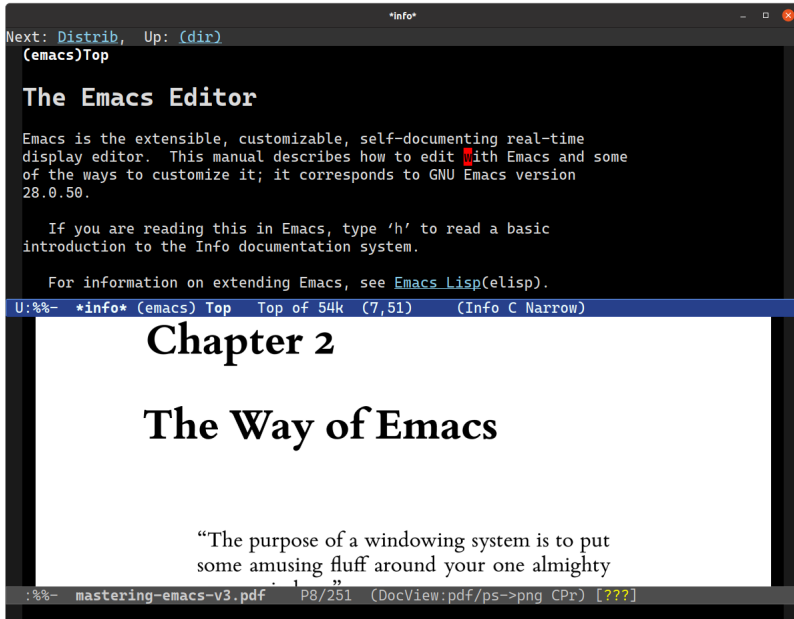 *info*
Next: Distrib,  Up: (dir)
(emacs)Top
The Emacs Editor
Emacs is the extensible, customizable, self-documenting real-time
display editor.  This manual describes how to edit with Emacs and some
of the ways to customize it; it corresponds to GNU Emacs version
28.0.50.
If you are reading this in Emacs, type ‘h’ to read a basic
introduction to the Info documentation system.
For information on extending Emacs, see Emacs Lisp(elisp).
U:%%-  *info* (emacs) Top   Top of 54k  (7,51)     (Info C Narrow)
Chapter 2
The Way of Emacs
“The purpose of a windowing system is to put
some amusing fluff around your one almighty
:%%-  mastering-emacs-v3.pdf    P8/251  (DocView:pdf/ps->png CPr) [???]